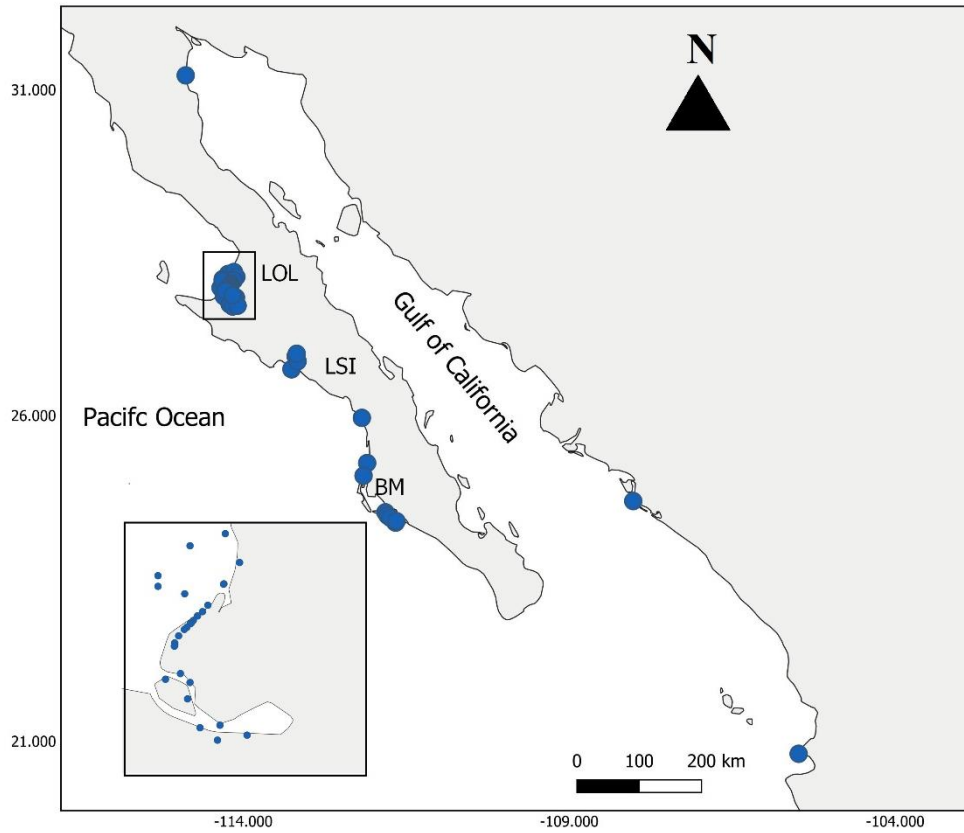 N
31.000
LOL
Gulf of California
LSI
26.000
Pacifc Ocean
BM
21.000
0 100 200 km
-114.000 -109.000 -104.000